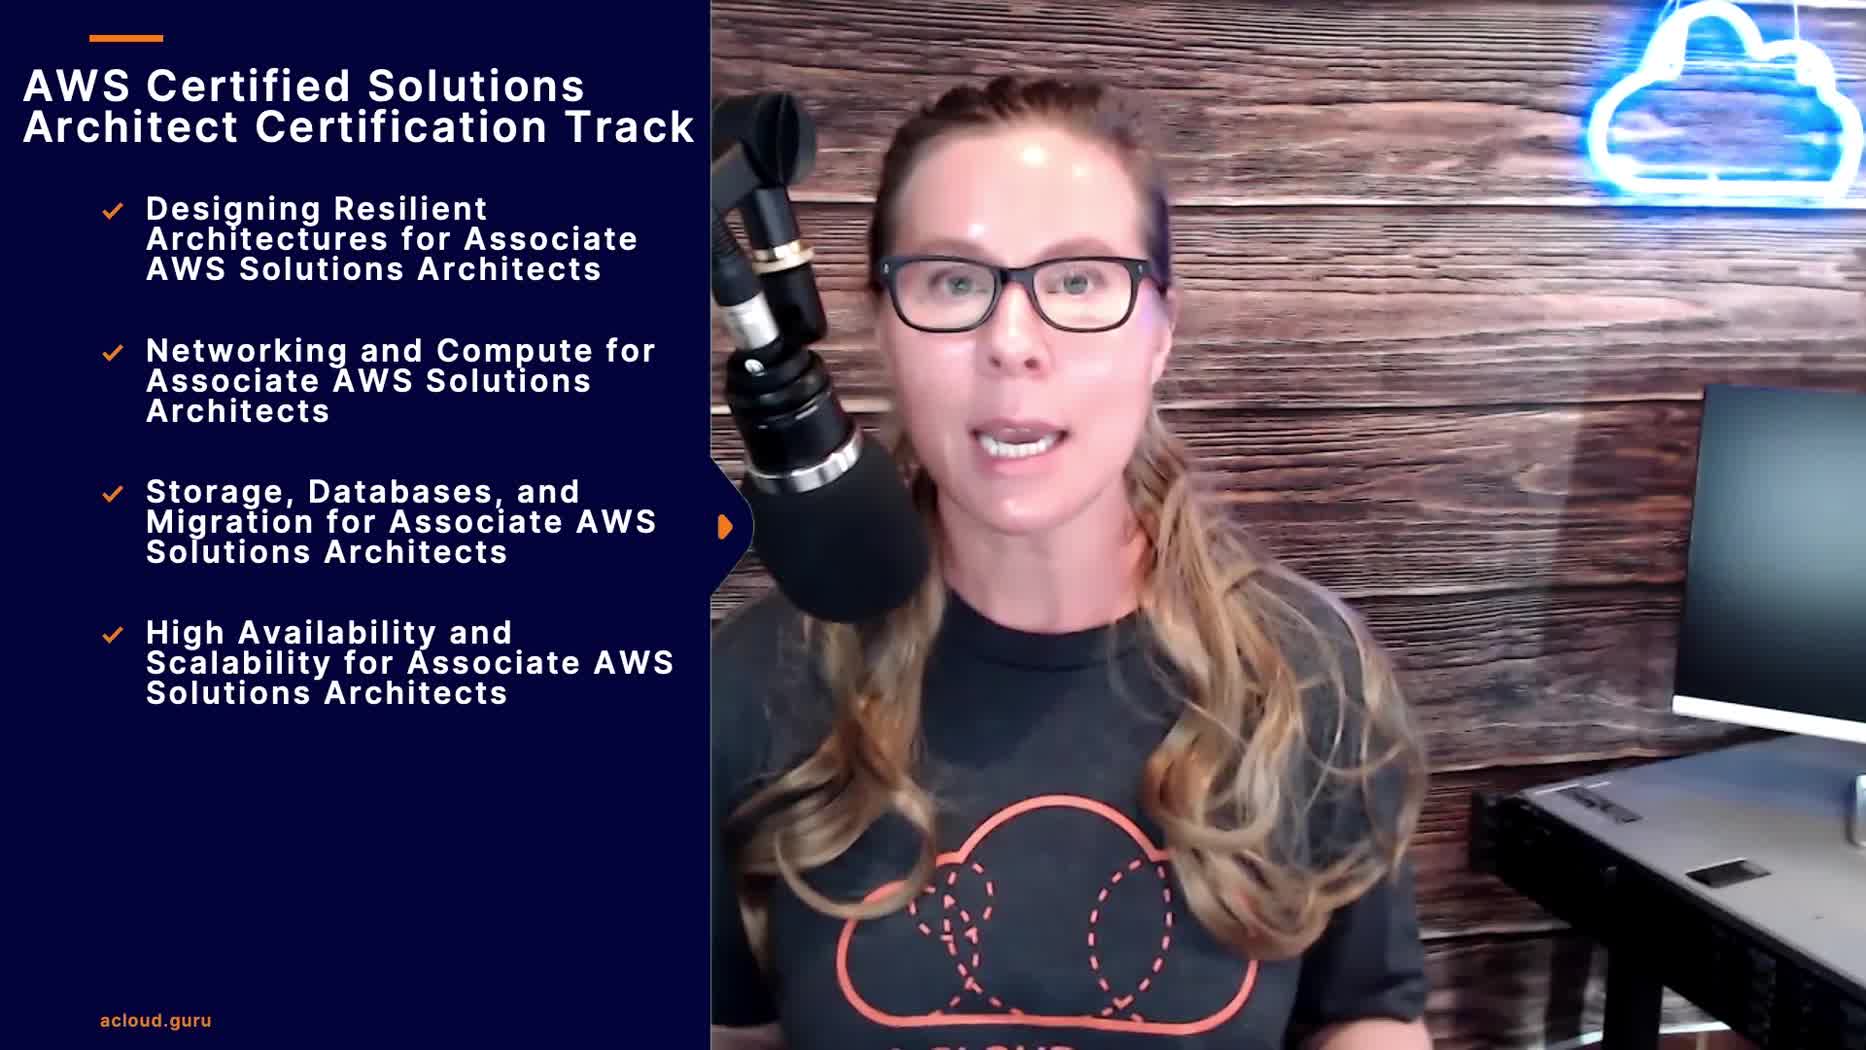 AWS Certified Solutions
Architect Certification Track
Designing Resilient
Architectures for Associate
AWS Solutions Architects
Networking and Compute for
Associate AWS Solutions
Architects
Storage, Databases, and
Migration for Associate AWS
Solutions Architects
High Availability and
Scalability for Associate AWS
Solutions Architects
acloud.guru